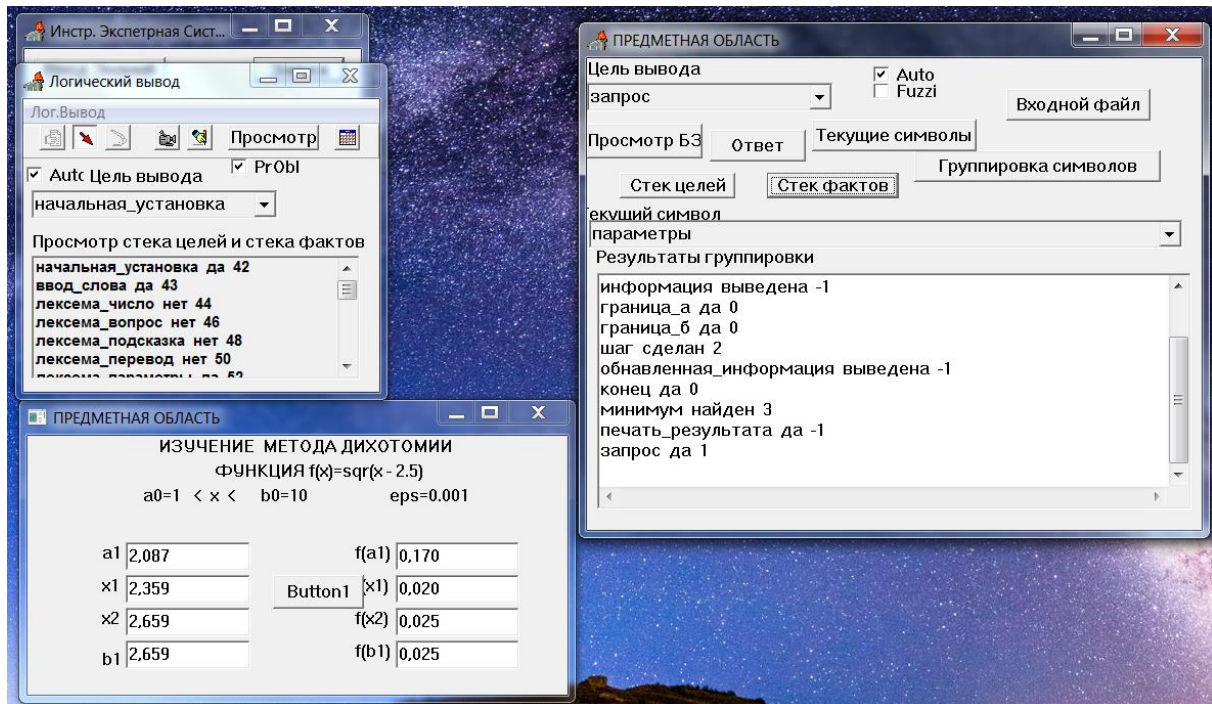 Инстр. Экспетрная Сист...
Логический вывод
Лог.Вывод
Просмотр
Autc Цель вывода
PrObl
начальная_установка
Просмотр стека целей и стека фактов
начальная_установка да 42
ввод_слова да 43
лексема_число нет 44
лексема_вопрос нет 46
лексема_подсказка нет 48
лексема_перевод нет 50
лексема_параметры да 52
ПРЕДМЕТНАЯ ОБЛАСТЬ
ИЗУЧЕНИЕ МЕТОДА ДИХОТОМИИ
ФУНКЦИЯ f(x)=sqr(x - 2.5)
a0=1 < x < b0=10 eps=0.001
a1 2,087 f(a1) 0,170
x1 2,359 Button1 (x1) 0,020
x2 2,659 f(x2) 0,025
b1 2,659 f(b1) 0,025
ПРЕДМЕТНАЯ ОБЛАСТЬ
Цель вывода
Auto
запрос
Fuzzi
Входной файл
Просмотр БЗ
Ответ
Текущие символы
Группировка символов
Стек целей
Стек фактов
екущий символ
параметры
Результаты группировки
информация выведена -1
граница_а да 0
граница_б да 0
шаг сделан 2
обнавленная_информация выведена -1
конец да 0
минимум найден 3
печать_результата да -1
запрос да 1